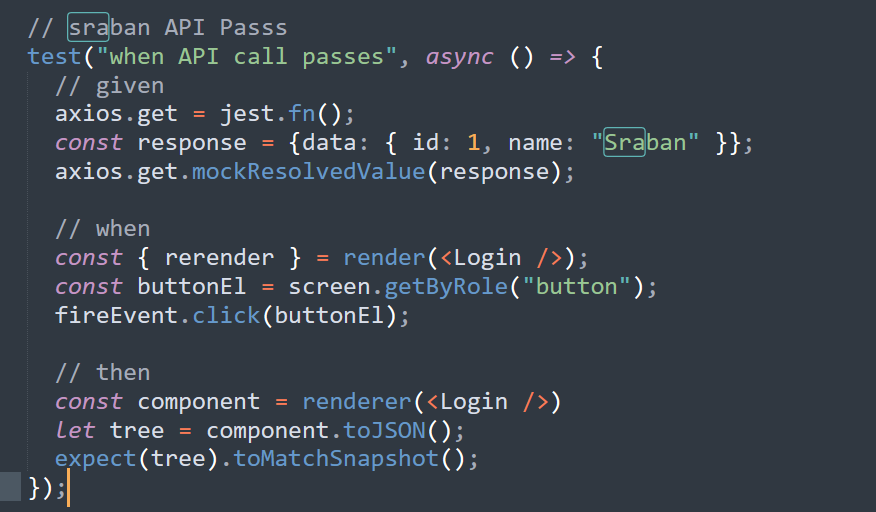 // sraban API Passs
test("when API call passes", async () => {
  // given
  axios.get = jest.fn();
  const response = {data: { id: 1, name: "Sraban" }};
  axios.get.mockResolvedValue(response);

  // when
  const { rerender } = render(<Login />);
  const buttonEl = screen.getByRole("button");
  fireEvent.click(buttonEl);

  // then
  const component = renderer(<Login />)
  let tree = component.toJSON();
  expect(tree).toMatchSnapshot();
});